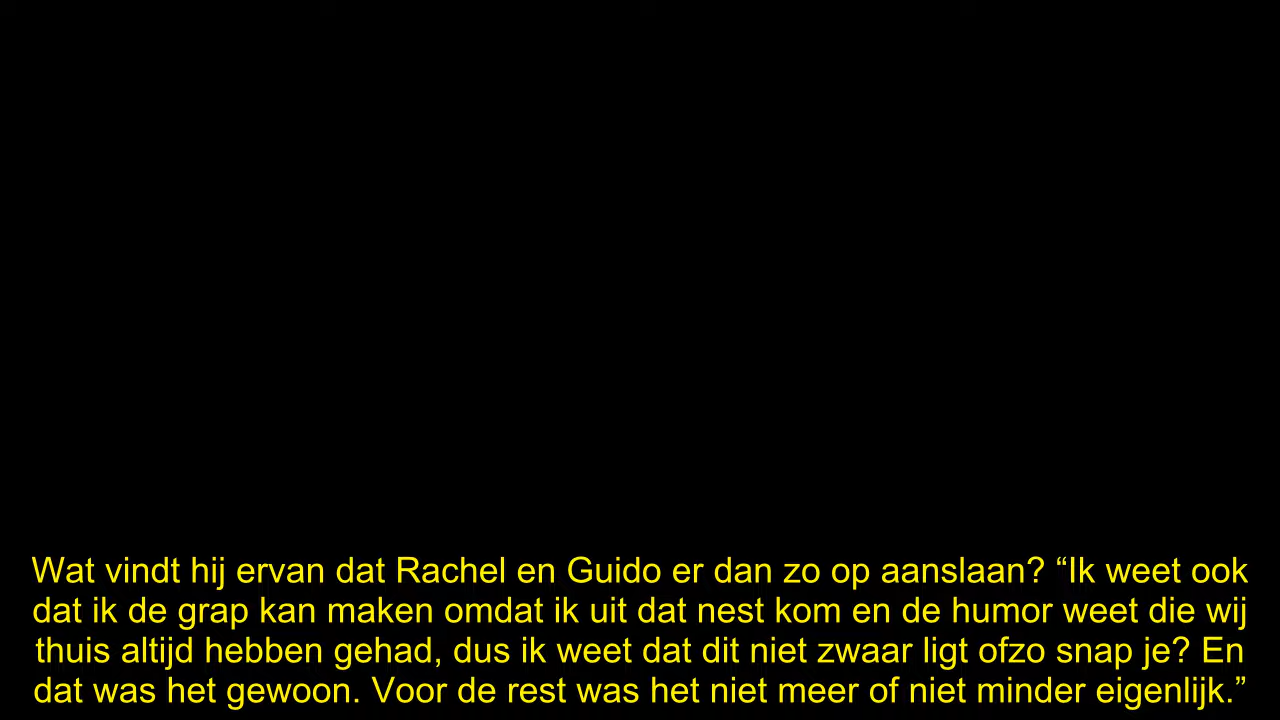 Wat vindt hij ervan dat Rachel en Guido er dan zo op aanslaan? “Ik weet ook
dat ik de grap kan maken omdat ik uit dat nest kom en de humor weet die wij
thuis altijd hebben gehad, dus ik weet dat dit niet zwaar ligt ofzo snap je? En
dat was het gewoon. Voor de rest was het niet meer of niet minder eigenlijk.”